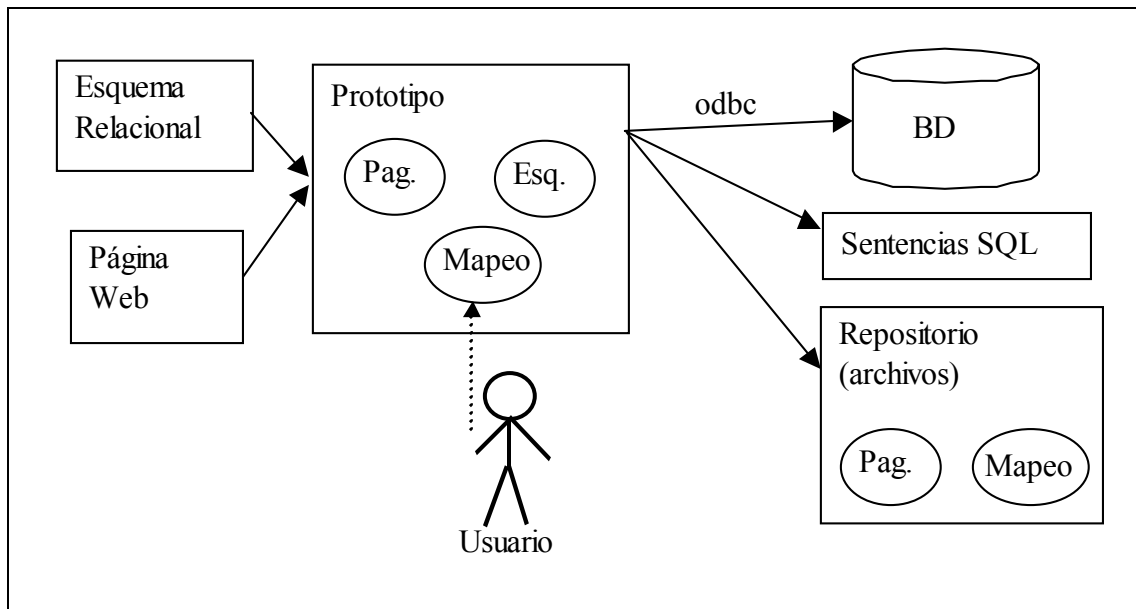 Esquema
Relacional
Página
Web
Prototipo
Pag.
Esq.
Mapeo
Usuario
odbc
BD
Sentencias SQL
Repositorio
(archivos)
Pag.
Mapeo